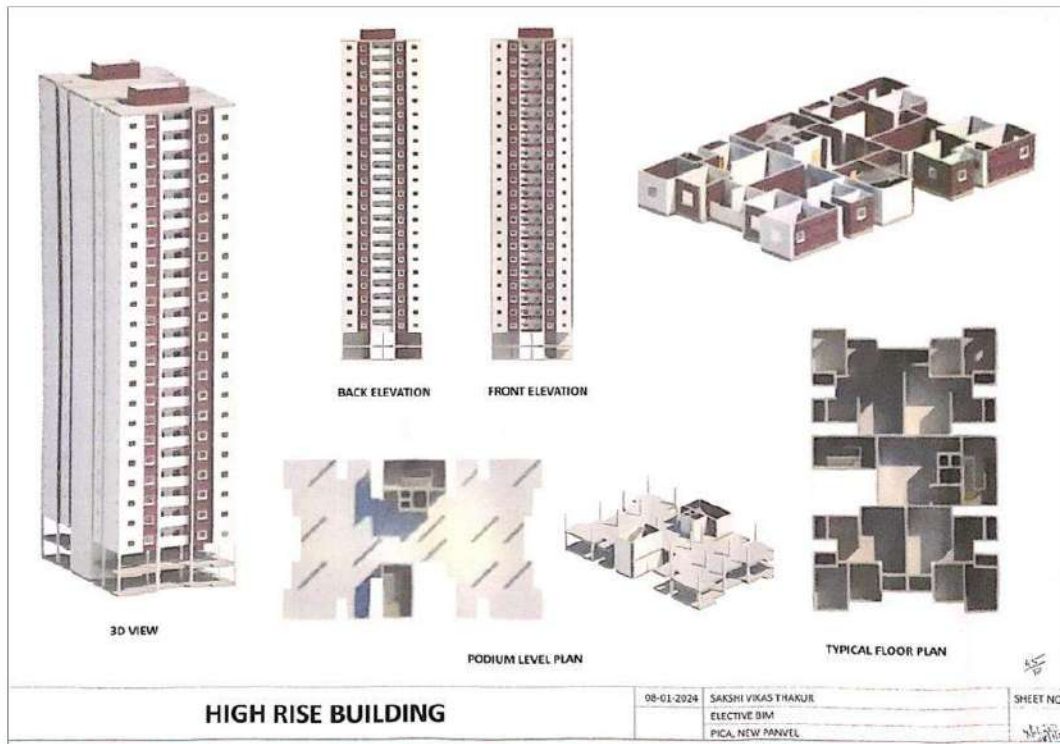 BACK ELEVATION
FRONT ELEVATION
3D VIEW
PODIUM LEVEL PLAN
TYPICAL FLOOR PLAN
HIGH RISE BUILDING
08-01-2024
SAKSHI VIKAS THAKUR
ELECTIVE BIM
PICA, NEW PANVEL
SHEET NO